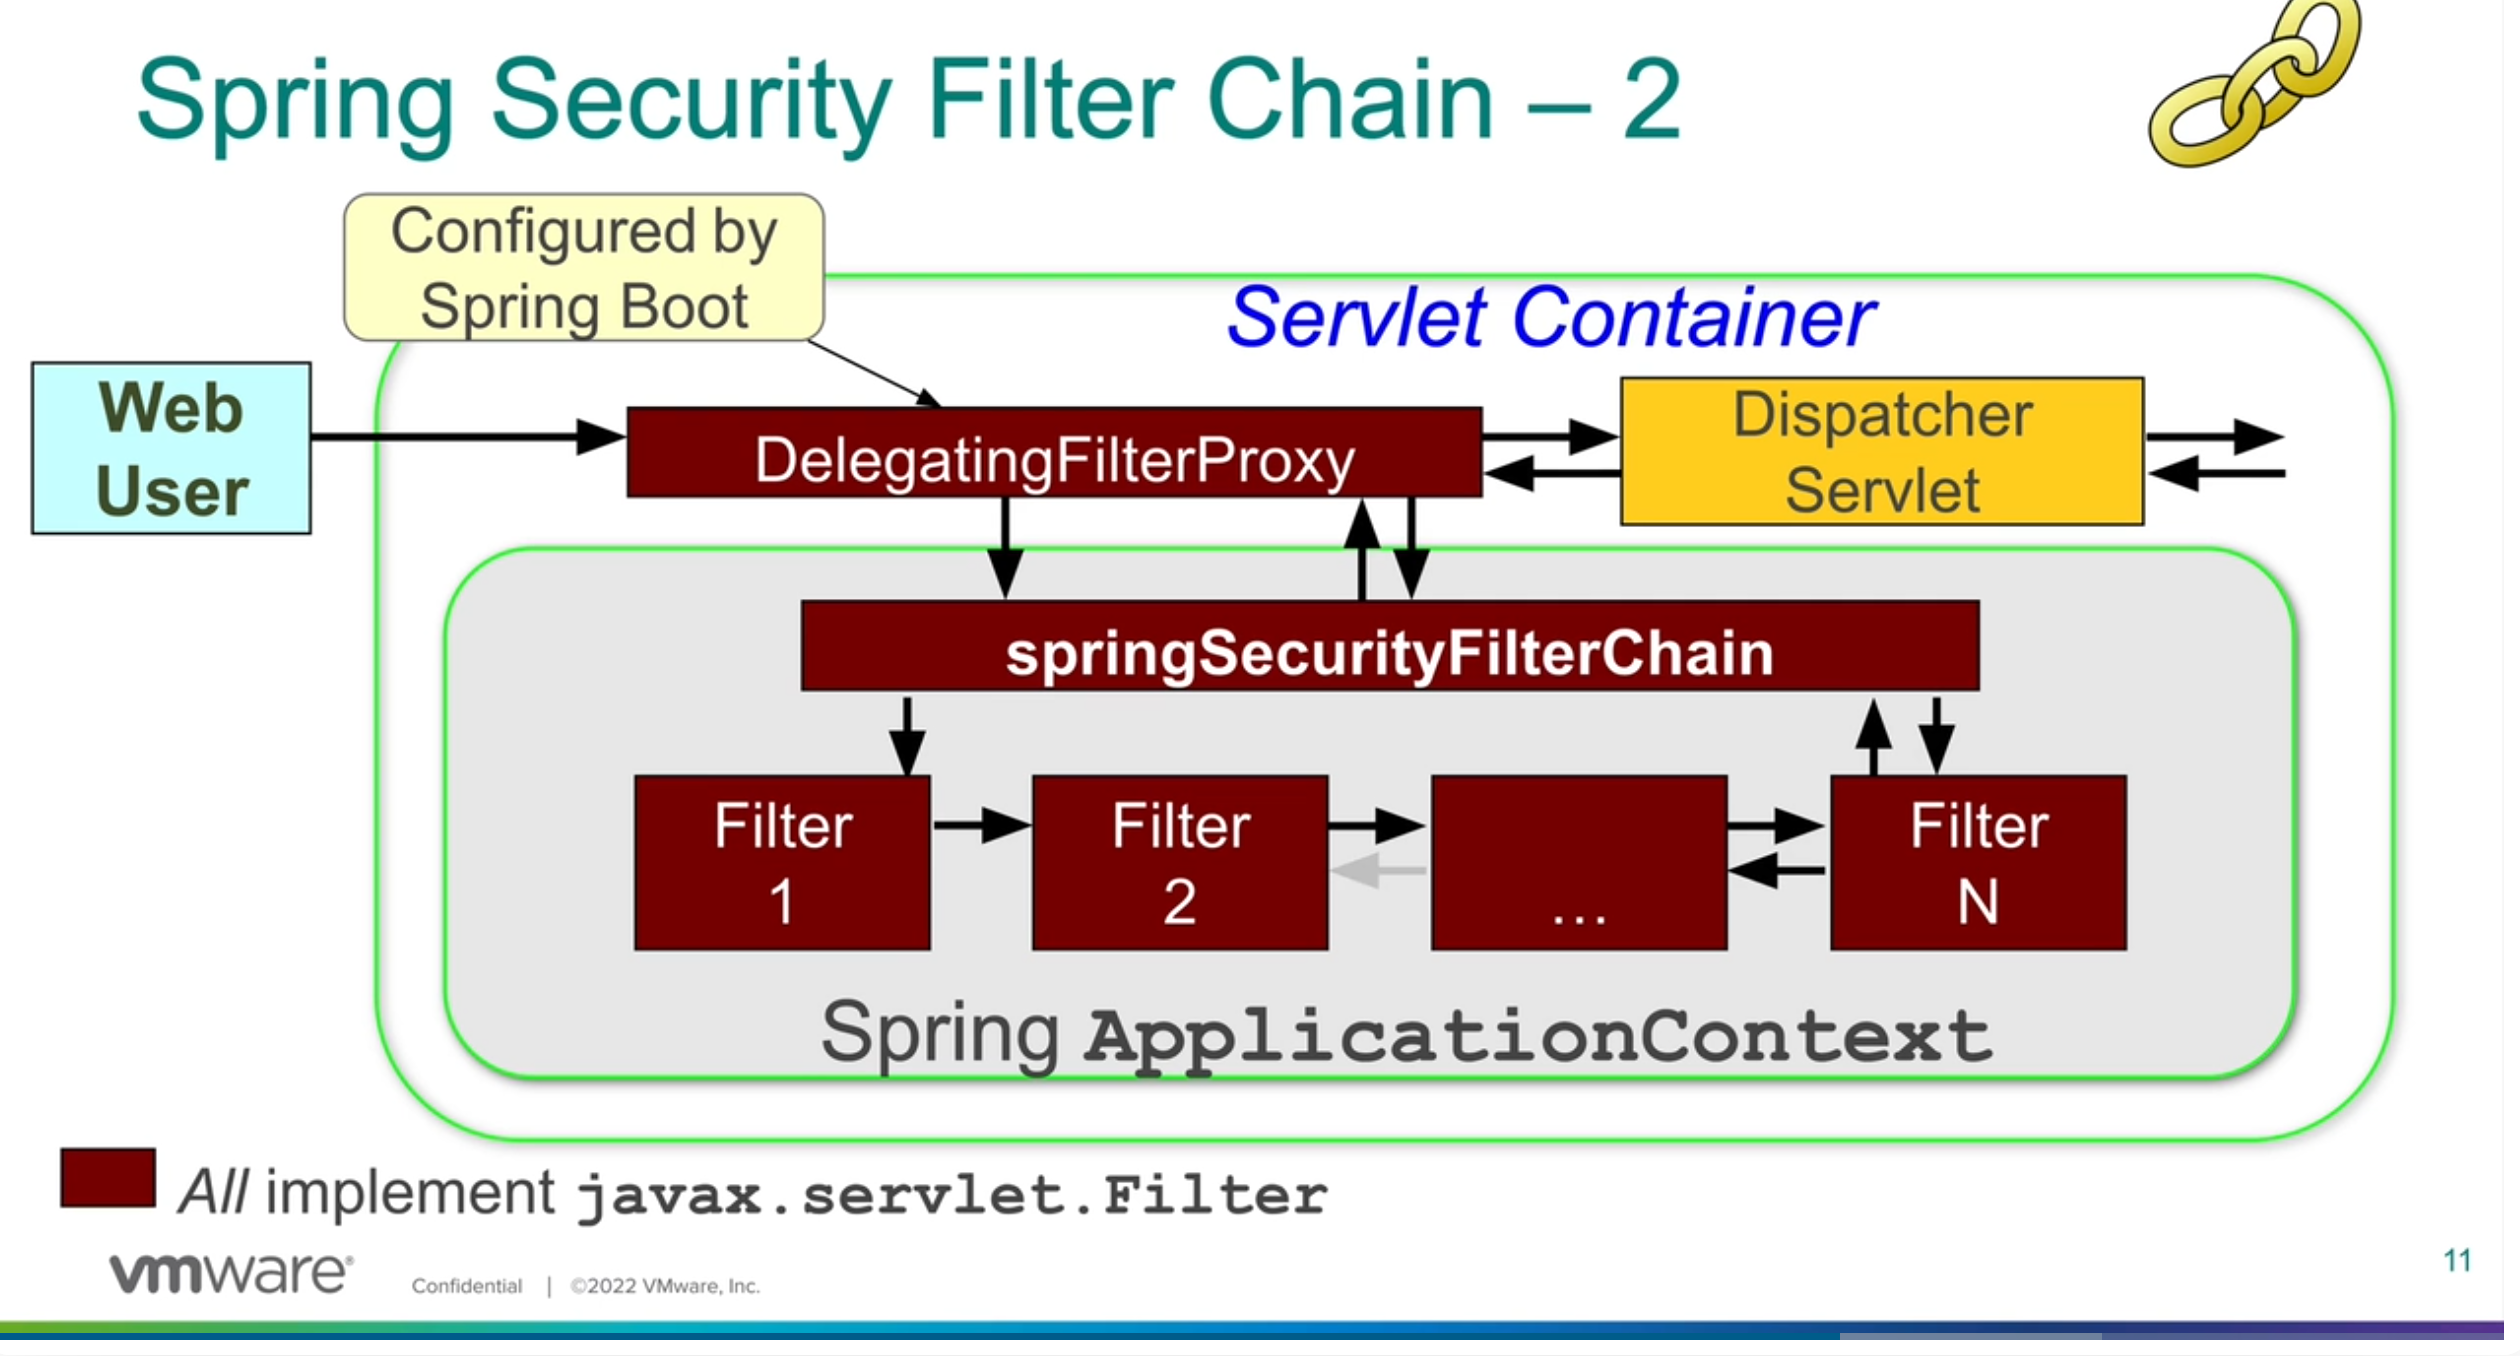 Spring Security Filter Chain – 2
Configured by
Spring Boot
Servlet Container
Web
User
DelegatingFilterProxy
Dispatcher
Servlet
springSecurityFilterChain
Filter
1
Filter
2
...
Filter
N
Spring ApplicationContext
All implement javax.servlet.Filter
vmware®
Confidential | ©2022 VMware, Inc.
11